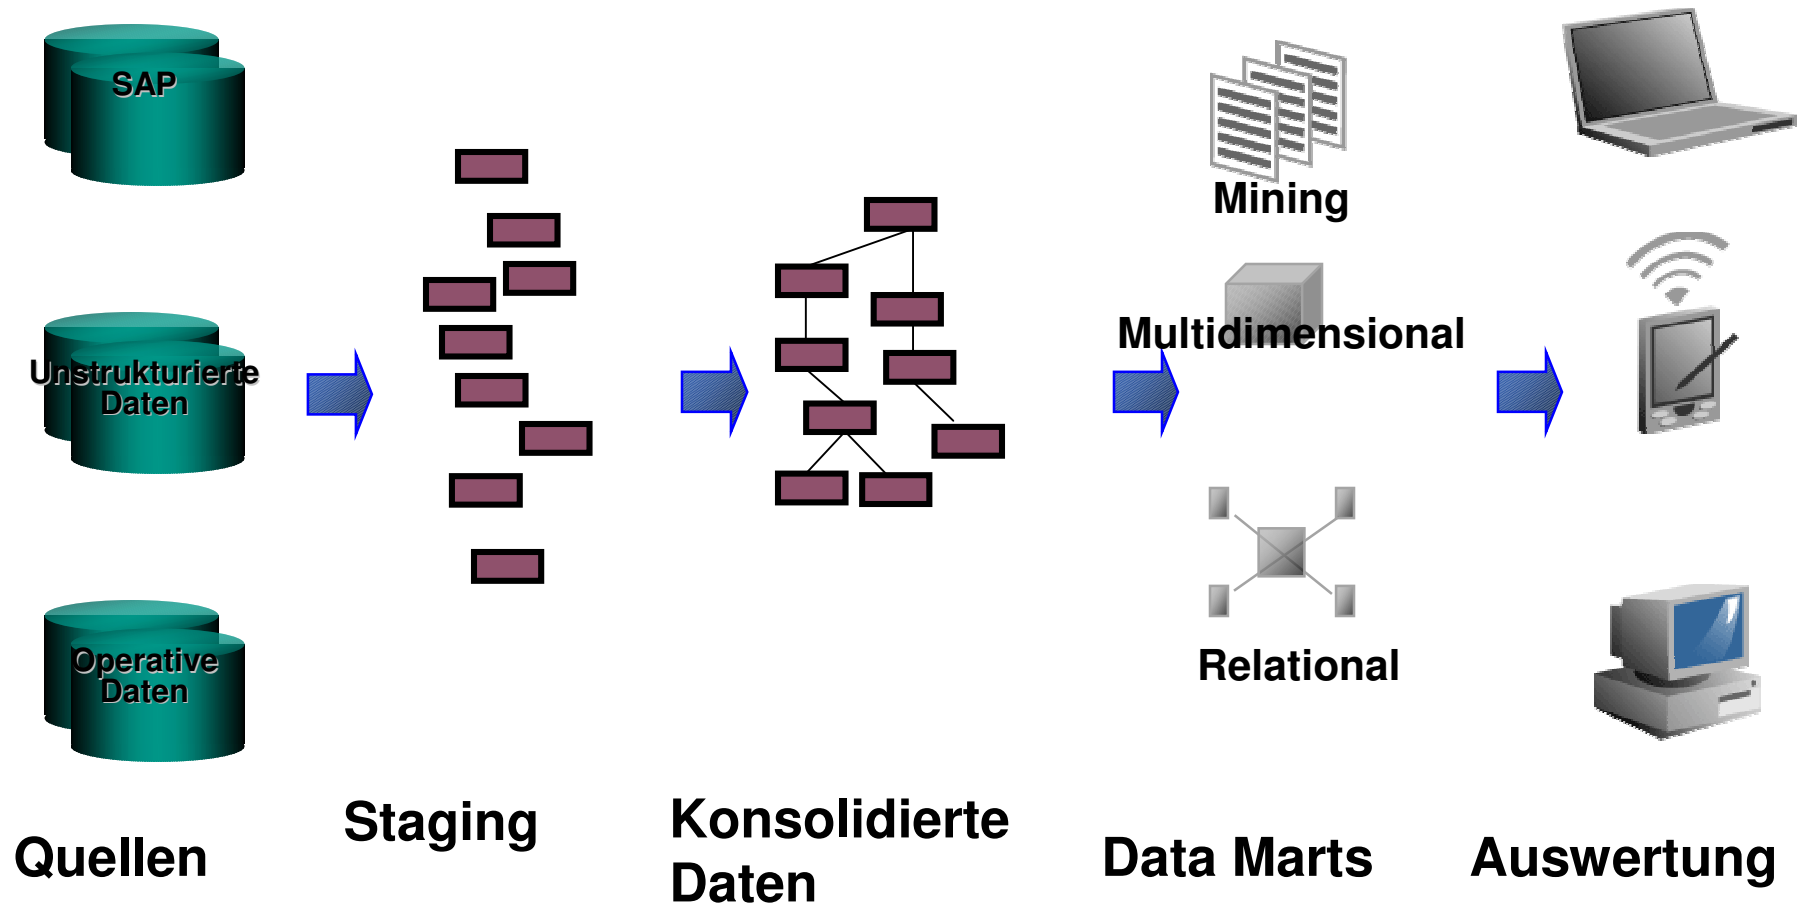 SAP
Unstrukturierte
Daten
Operative
Daten
Mining
Multidimensional
Relational
Quellen
Staging
Konsolidierte
Daten
Data Marts
Auswertung